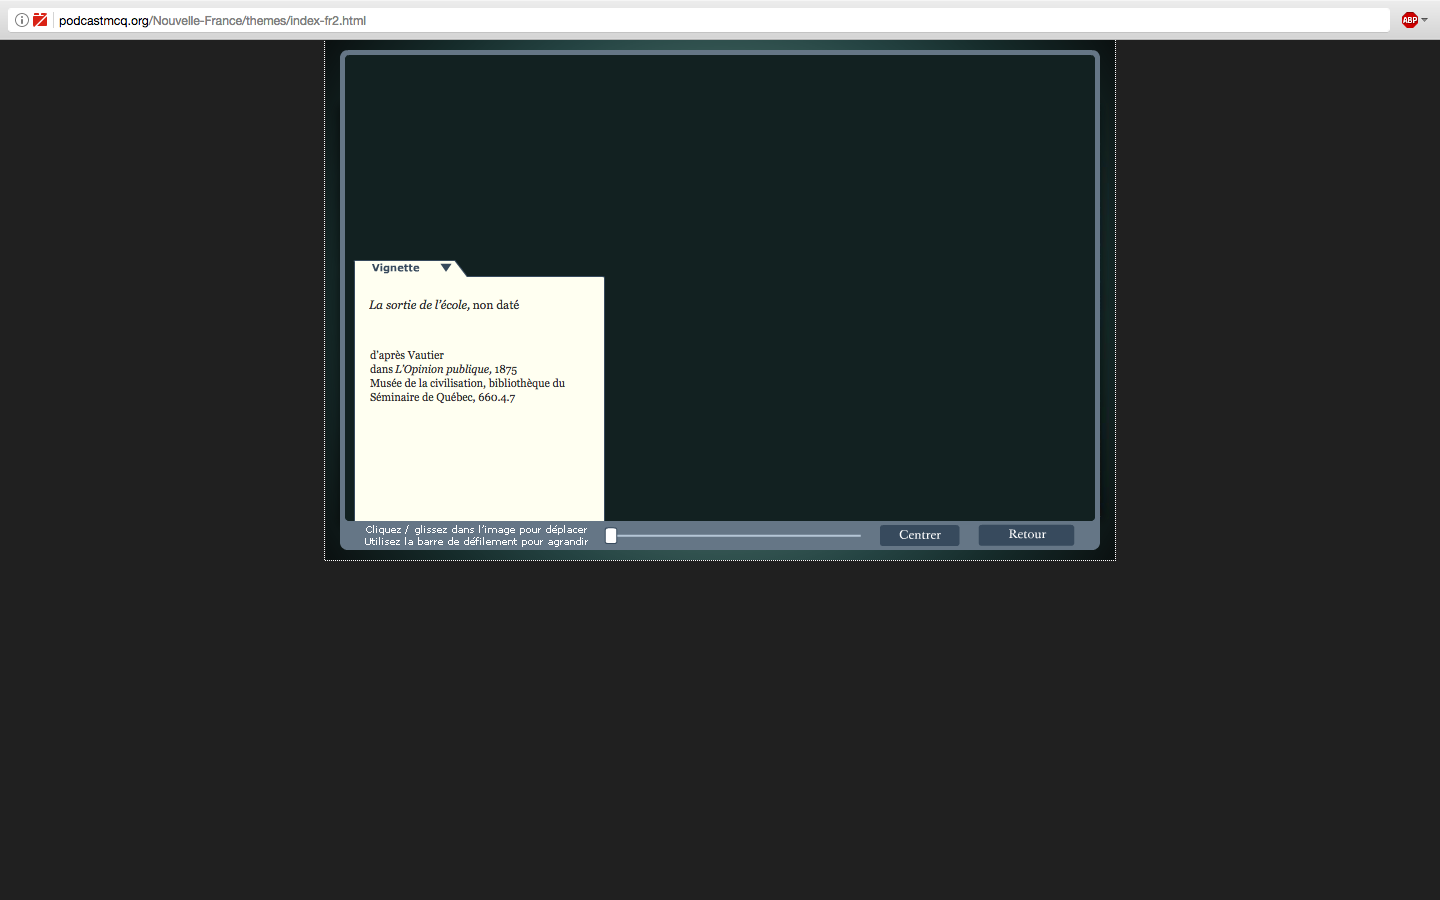 podcastmcq.org/Nouvelle-France/themes/index-fr2.html
ABP
Vignette
La sortie de l'école, non daté
d'après Vautier
dans L'Opinion publique, 1875
Musée de la civilisation, bibliothèque du
Séminaire de Québec, 660.4.7
Cliquez / glissez dans l'image pour déplacer
Utilisez la barre de défilement pour agrandir
Centrer
Retour